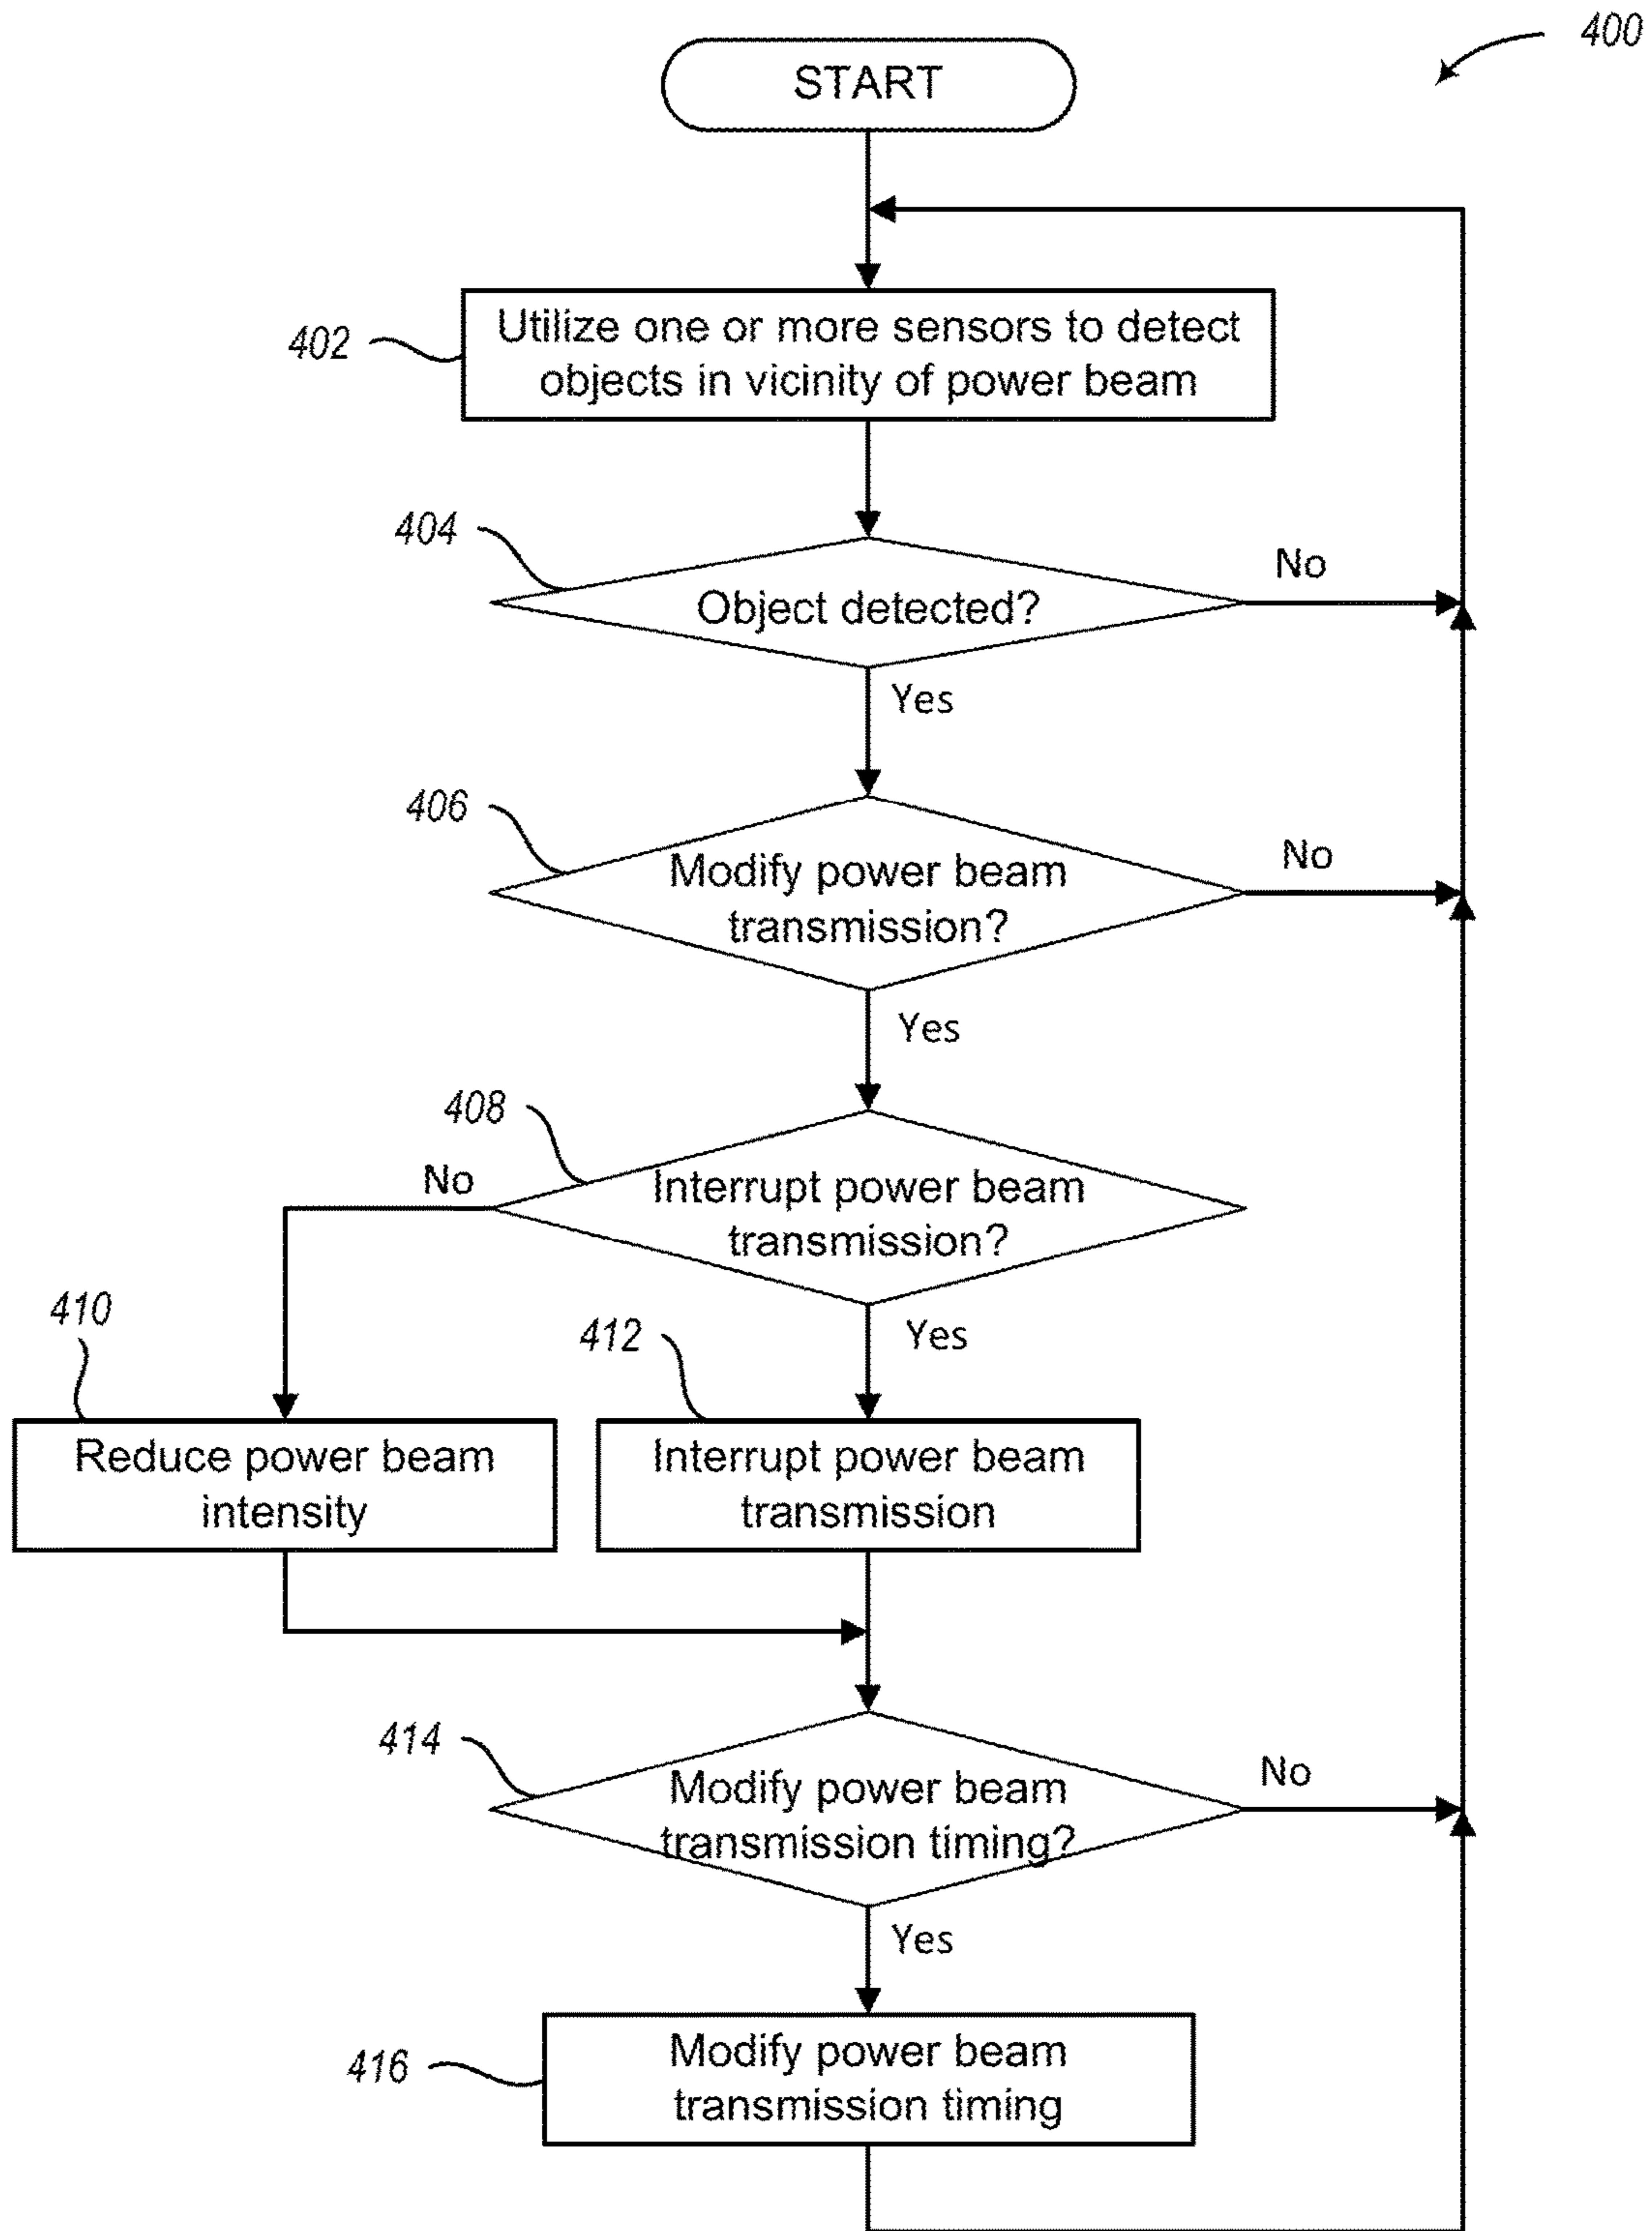 400
START
402
Utilize one or more sensors to detect
objects in vicinity of power beam
404
No
Object detected?
Yes
406
No
Modify power beam
transmission?
Yes
408
No
Interrupt power beam
transmission?
410
412
Yes
Reduce power beam
intensity
Interrupt power beam
transmission
414
No
Modify power beam
transmission timing?
Yes
416
Modify power beam
transmission timing